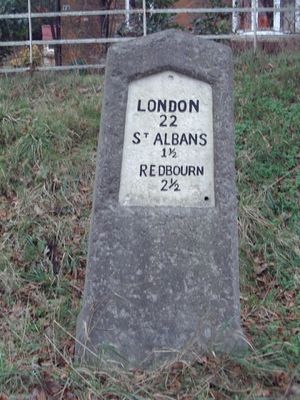 LONDON
22
ST ALBANS
1½
REDBOURN
2½